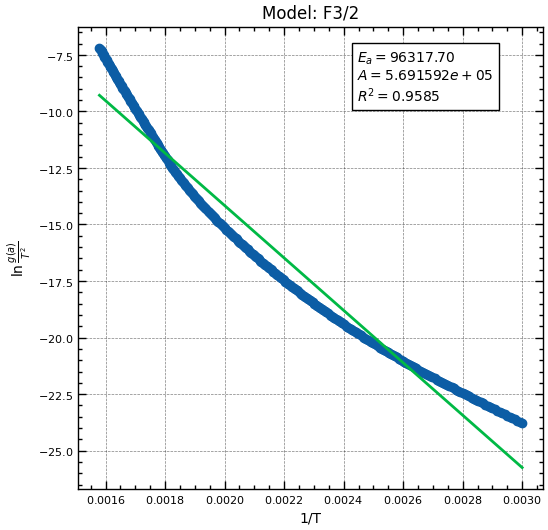 Model: F3/2
E_a = 96317.70
A = 5.691592e + 05
R^2 = 0.9585
−7.5
−10.0
−12.5
−15.0
−17.5
−20.0
−22.5
−25.0
ln g(a)/T^2
0.0016 0.0018 0.0020 0.0022 0.0024 0.0026 0.0028 0.0030
1/T